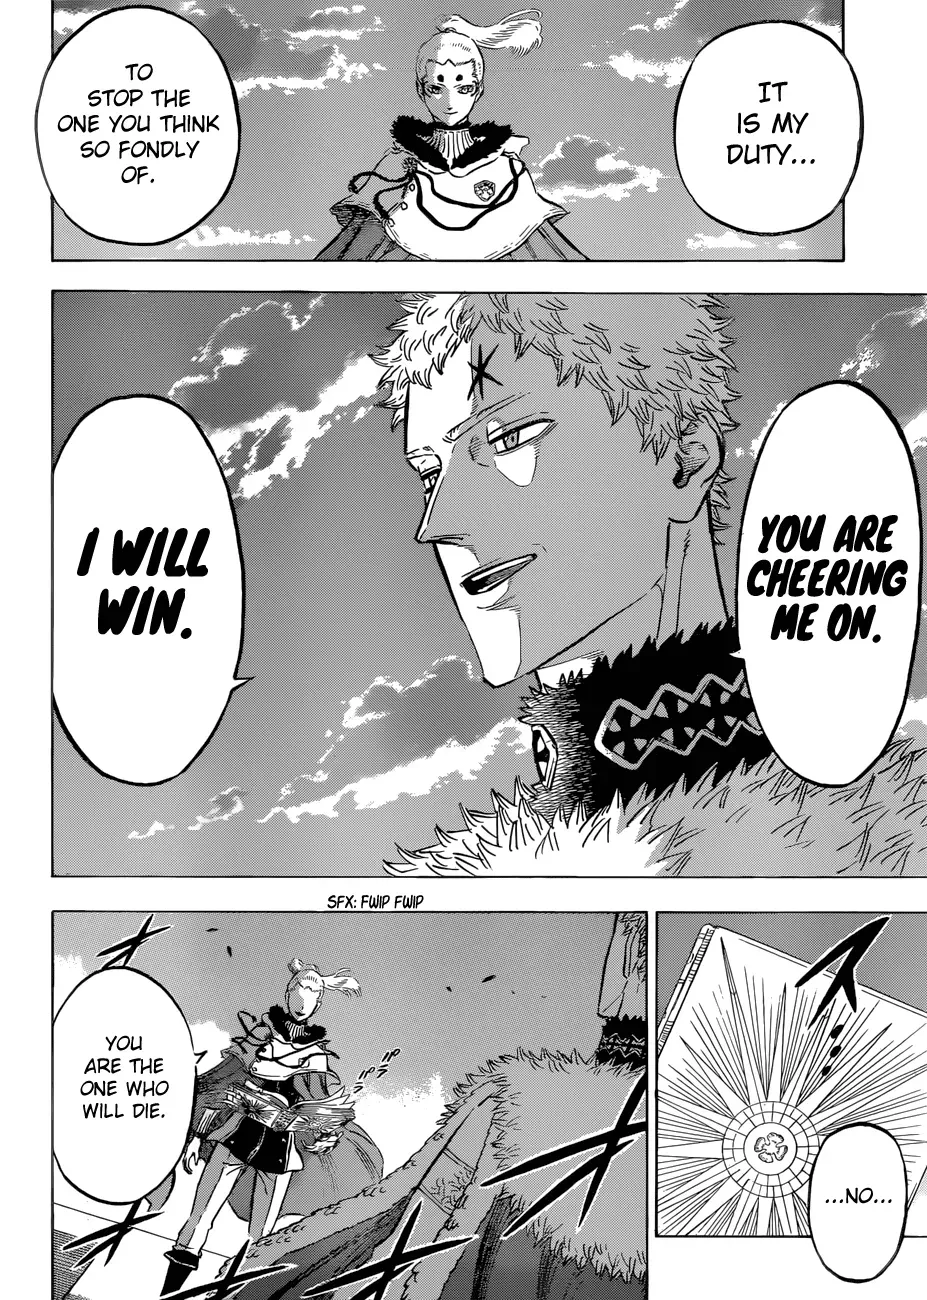 IT
IS MY
DUTY...
TO
STOP THE
ONE YOU THINK
SO FONDLY
OF.
YOU ARE
CHEERING
ME ON.
I WILL
WIN.
SFX: FWIP FWIP
...NO...
YOU
ARE THE
ONE WHO
WILL DIE.